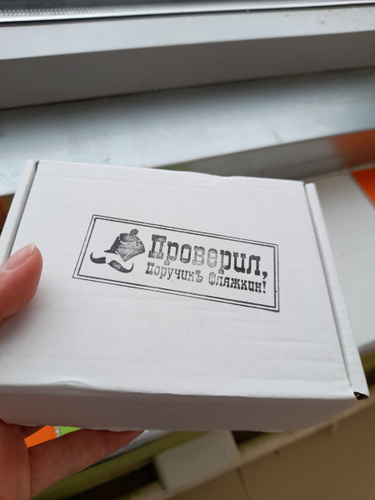 Проверил,
Поручикъ Фляжкин!